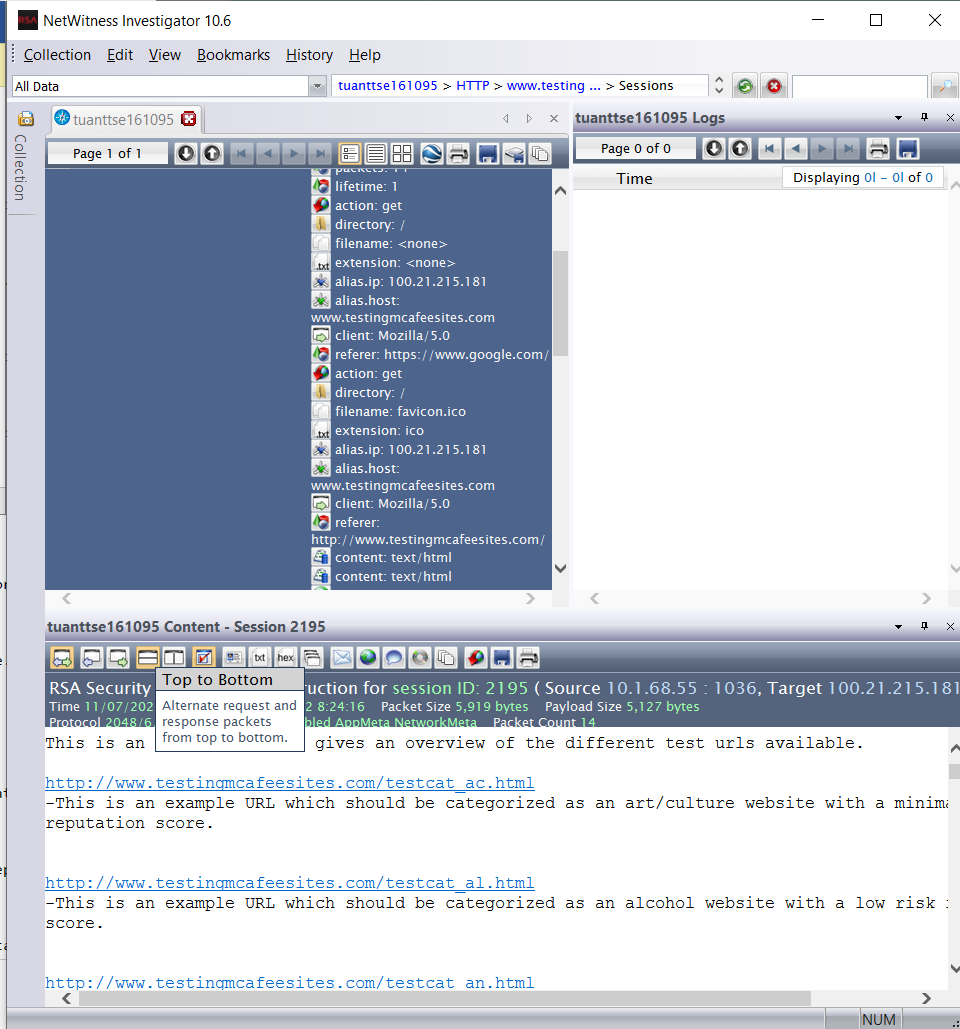 RSA NetWitness Investigator 10.6
Collection Edit View Bookmarks History Help
All Data
tuanttse161095 > HTTP > www.testing ... > Sessions
Collection
tuanttse161095
Page 1 of 1
lifetime: 1
action: get
directory: /
filename: <none>
.txt extension: <none>
alias.ip: 100.21.215.181
alias.host:
www.testingmcafeesites.com
client: Mozilla/5.0
referer: https://www.google.com/
action: get
directory: /
filename: favicon.ico
.txt extension: ico
alias.ip: 100.21.215.181
alias.host:
www.testingmcafeesites.com
client: Mozilla/5.0
referer:
http://www.testingmcafeesites.com/
content: text/html
content: text/html
tuanttse161095 Logs
Page 0 of 0
Time
Displaying 0l - 0l of 0
tuanttse161095 Content - Session 2195
txt hex
Top to Bottom
Alternate request and
response packets
from top to bottom.
RSA Security ruction for session ID: 2195 ( Source 10.1.68.55 : 1036, Target 100.21.215.181
Time 11/07/202 2 8:24:16 Packet Size 5,919 bytes Payload Size 5,127 bytes
Protocol 2048/6 bled AppMeta NetworkMeta Packet Count 14
This is an gives an overview of the different test urls available.
http://www.testingmcafeesites.com/testcat_ac.html
-This is an example URL which should be categorized as an art/culture website with a minima
reputation score.
http://www.testingmcafeesites.com/testcat_al.html
-This is an example URL which should be categorized as an alcohol website with a low risk
score.
http://www.testingmcafeesites.com/testcat_an.html
NUM